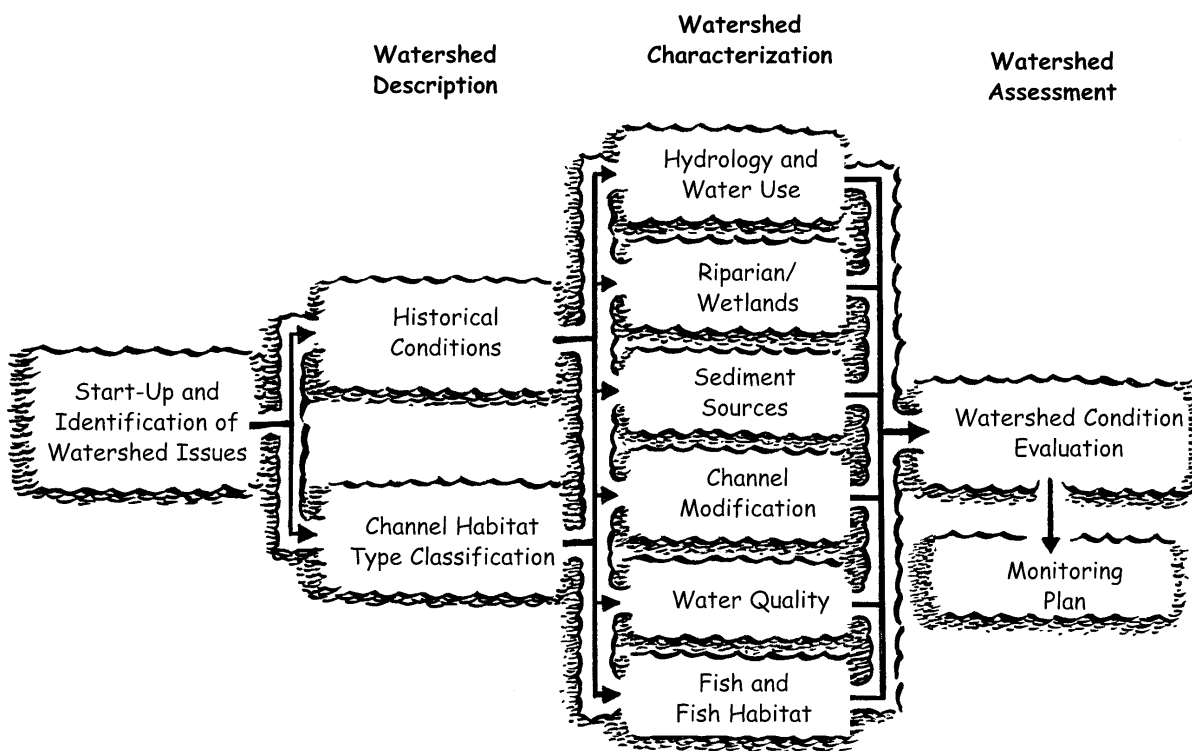 Watershed
Description
Watershed
Characterization
Watershed
Assessment
Start-Up and
Identification of
Watershed Issues
Historical
Conditions
Channel Habitat
Type Classification
Hydrology and
Water Use
Riparian/
Wetlands
Sediment
Sources
Channel
Modification
Water Quality
Fish and
Fish Habitat
Watershed Condition
Evaluation
Monitoring
Plan